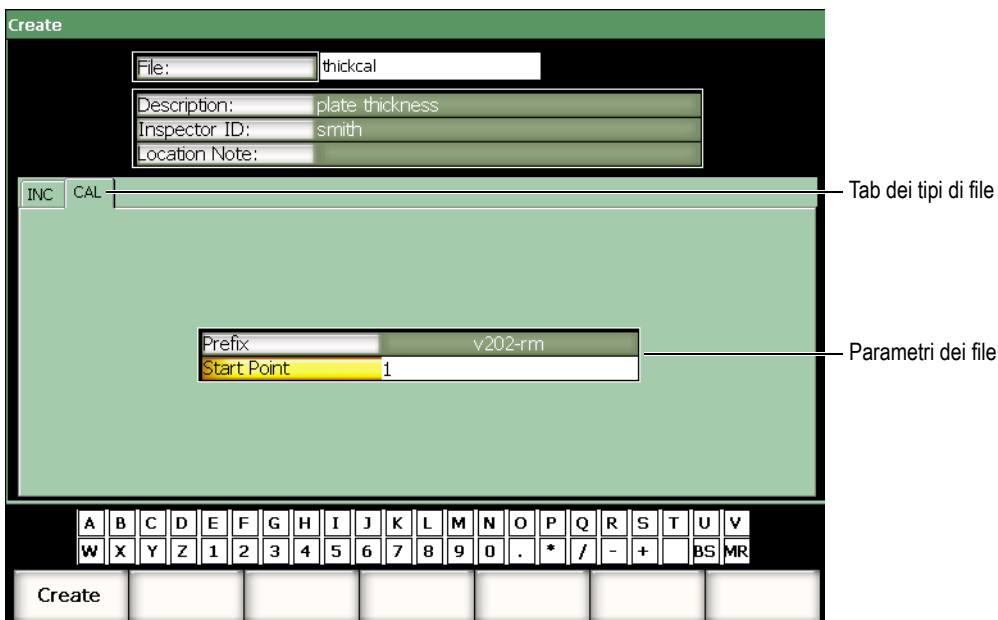 Create
File: thickcal
Description: plate thickness
Inspector ID: smith
Location Note:
INC CAL
Tab dei tipi di file
Prefix v202-rm
Start Point 1
Parametri dei file
A B C D E F G H I J K L M N O P Q R S T U V
W X Y Z 1 2 3 4 5 6 7 8 9 0 . * / - + BS MR
Create